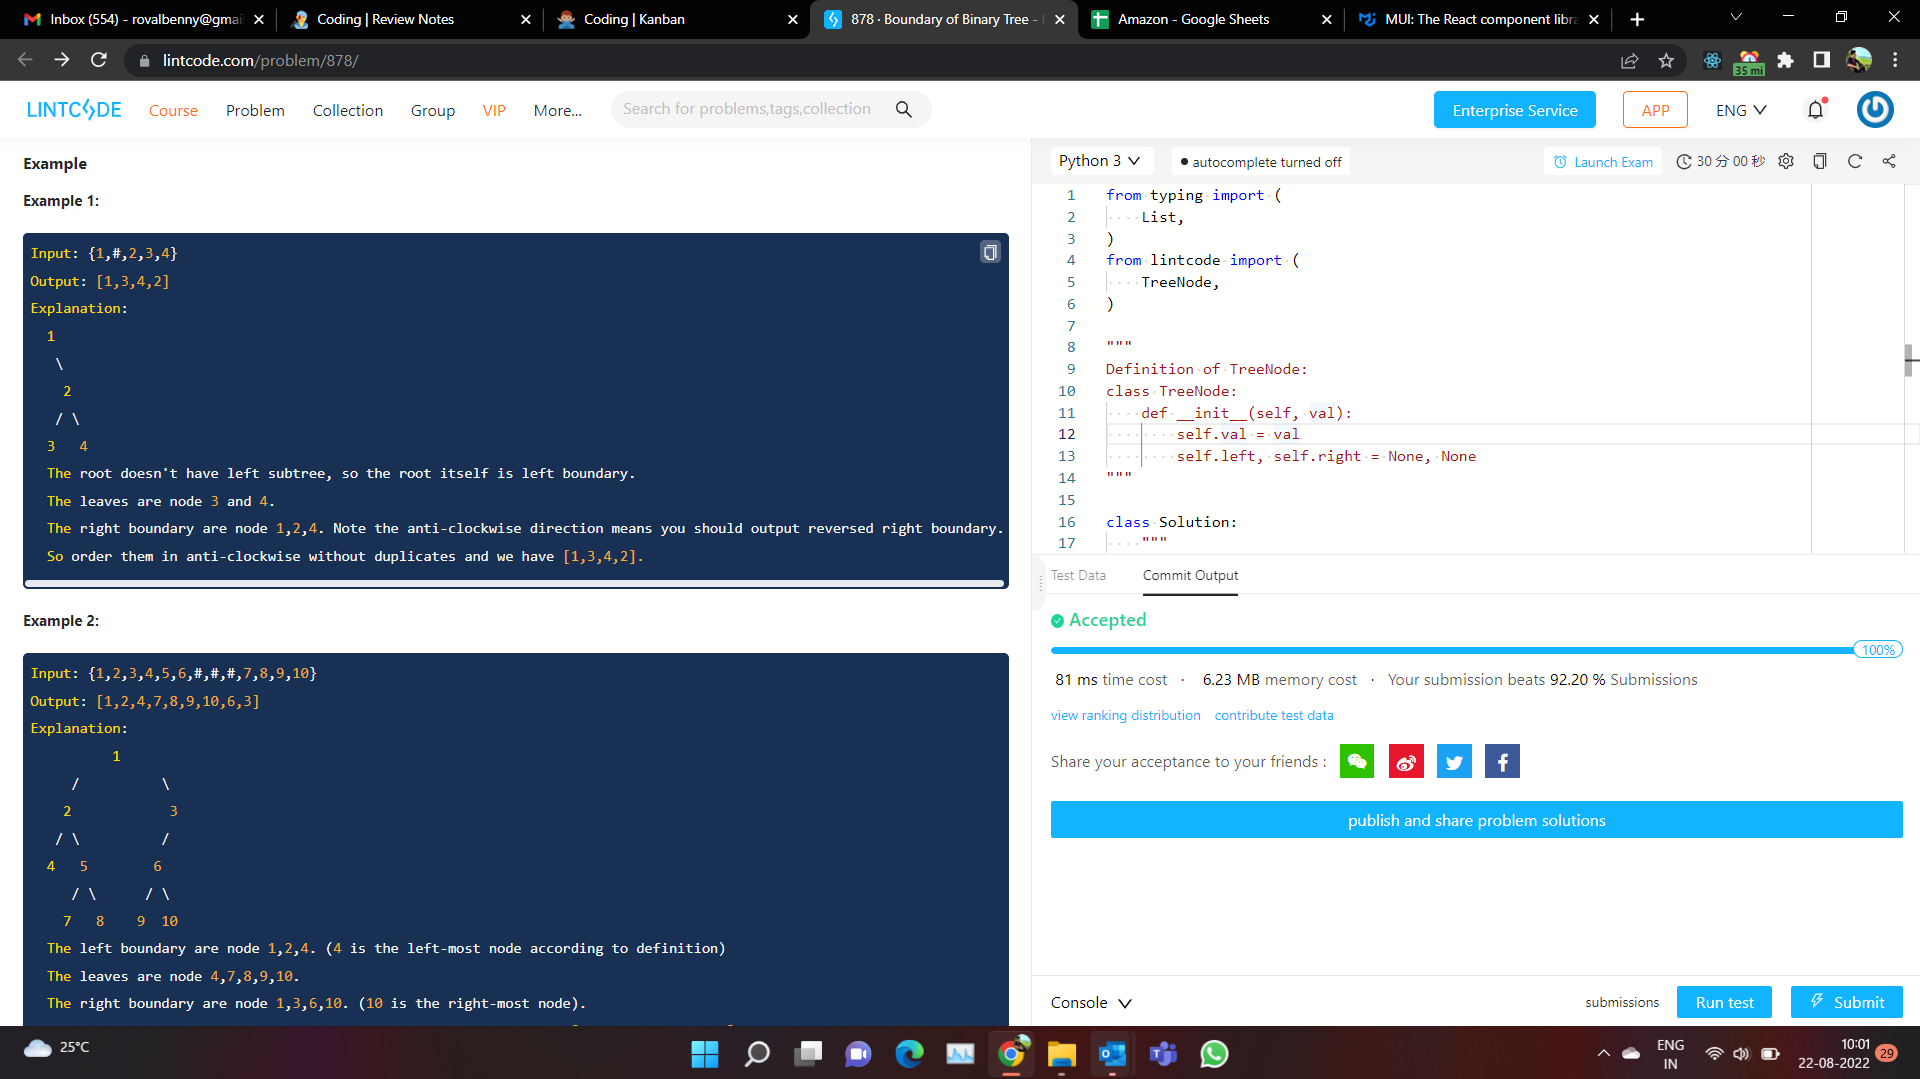 Inbox (554) - rovalbenny@gmai
Coding | Review Notes
Coding | Kanban
878 · Boundary of Binary Tree -
Amazon - Google Sheets
MUI: The React component libra
lintcode.com/problem/878/
35 mi
LINTCODE
Course
Problem
Collection
Group
VIP
More...
Search for problems,tags,collection
Enterprise Service
APP
ENG
Example
Example 1:
Input: {1,#,2,3,4}
Output: [1,3,4,2]
Explanation:
1
\
2
/ \
3 4
The root doesn't have left subtree, so the root itself is left boundary.
The leaves are node 3 and 4.
The right boundary are node 1,2,4. Note the anti-clockwise direction means you should output reversed right boundary.
So order them in anti-clockwise without duplicates and we have [1,3,4,2].
Example 2:
Input: {1,2,3,4,5,6,#,#,#,7,8,9,10}
Output: [1,2,4,7,8,9,10,6,3]
Explanation:
1
/ \
2 3
/ \ /
4 5 6
/ \ / \
7 8 9 10
The left boundary are node 1,2,4. (4 is the left-most node according to definition)
The leaves are node 4,7,8,9,10.
The right boundary are node 1,3,6,10. (10 is the right-most node).
Python 3
autocomplete turned off
Launch Exam
30 分 00 秒
1 from typing import (
2 List,
3 )
4 from lintcode import (
5 TreeNode,
6 )
7
8 """
9 Definition of TreeNode:
10 class TreeNode:
11 def __init__(self, val):
12 self.val = val
13 self.left, self.right = None, None
14 """
15
16 class Solution:
17 """
Test Data
Commit Output
Accepted
100%
81 ms time cost · 6.23 MB memory cost · Your submission beats 92.20 % Submissions
view ranking distribution
contribute test data
Share your acceptance to your friends :
publish and share problem solutions
Console
submissions
Run test
Submit
25°C
ENG
IN
10:01
22-08-2022
29